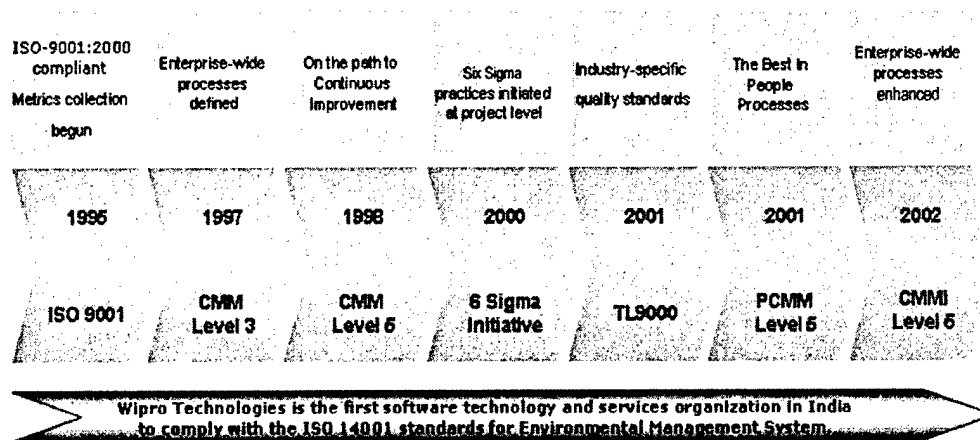 ISO-9001:2000
compliant
Metrics collection
begun
Enterprise-wide
processes
defined
On the path to
Continuous
Improvement
Six Sigma
practices initiated
at project level
Industry-specific
quality standards
The Best in
People
Processes
Enterprise-wide
processes
enhanced
1995
1997
1998
2000
2001
2001
2002
ISO 9001
CMM
Level 3
CMM
Level 5
6 Sigma
Initiative
TL9000
PCMM
Level 5
CMMI
Level 5
Wipro Technologies is the first software technology and services organization in India
to comply with the ISO 14001 standards for Environmental Management System.